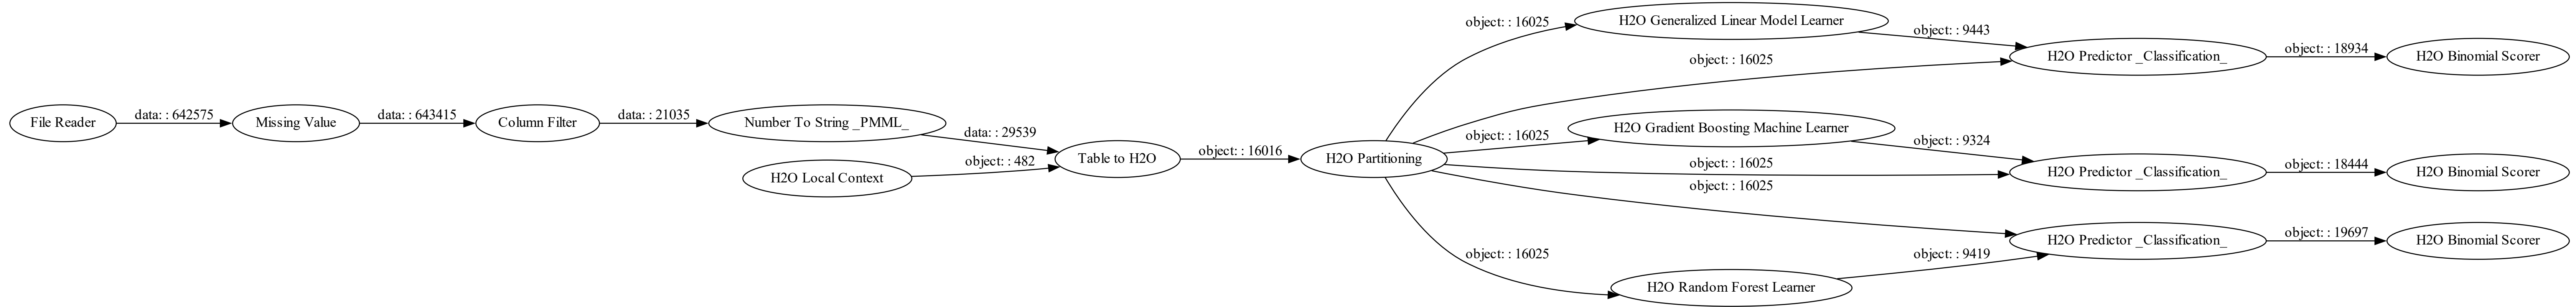 File Reader
data: : 642575
Missing Value
data: : 643415
Column Filter
data: : 21035
Number To String _PMML_
data: : 29539
H2O Local Context
object: : 482
Table to H2O
object: : 16016
H2O Partitioning
object: : 16025
H2O Generalized Linear Model Learner
object: : 9443
object: : 16025
H2O Predictor _Classification_
object: : 18934
H2O Binomial Scorer
object: : 16025
H2O Gradient Boosting Machine Learner
object: : 9324
object: : 16025
H2O Predictor _Classification_
object: : 18444
H2O Binomial Scorer
object: : 16025
H2O Predictor _Classification_
object: : 19697
H2O Binomial Scorer
object: : 16025
H2O Random Forest Learner
object: : 9419